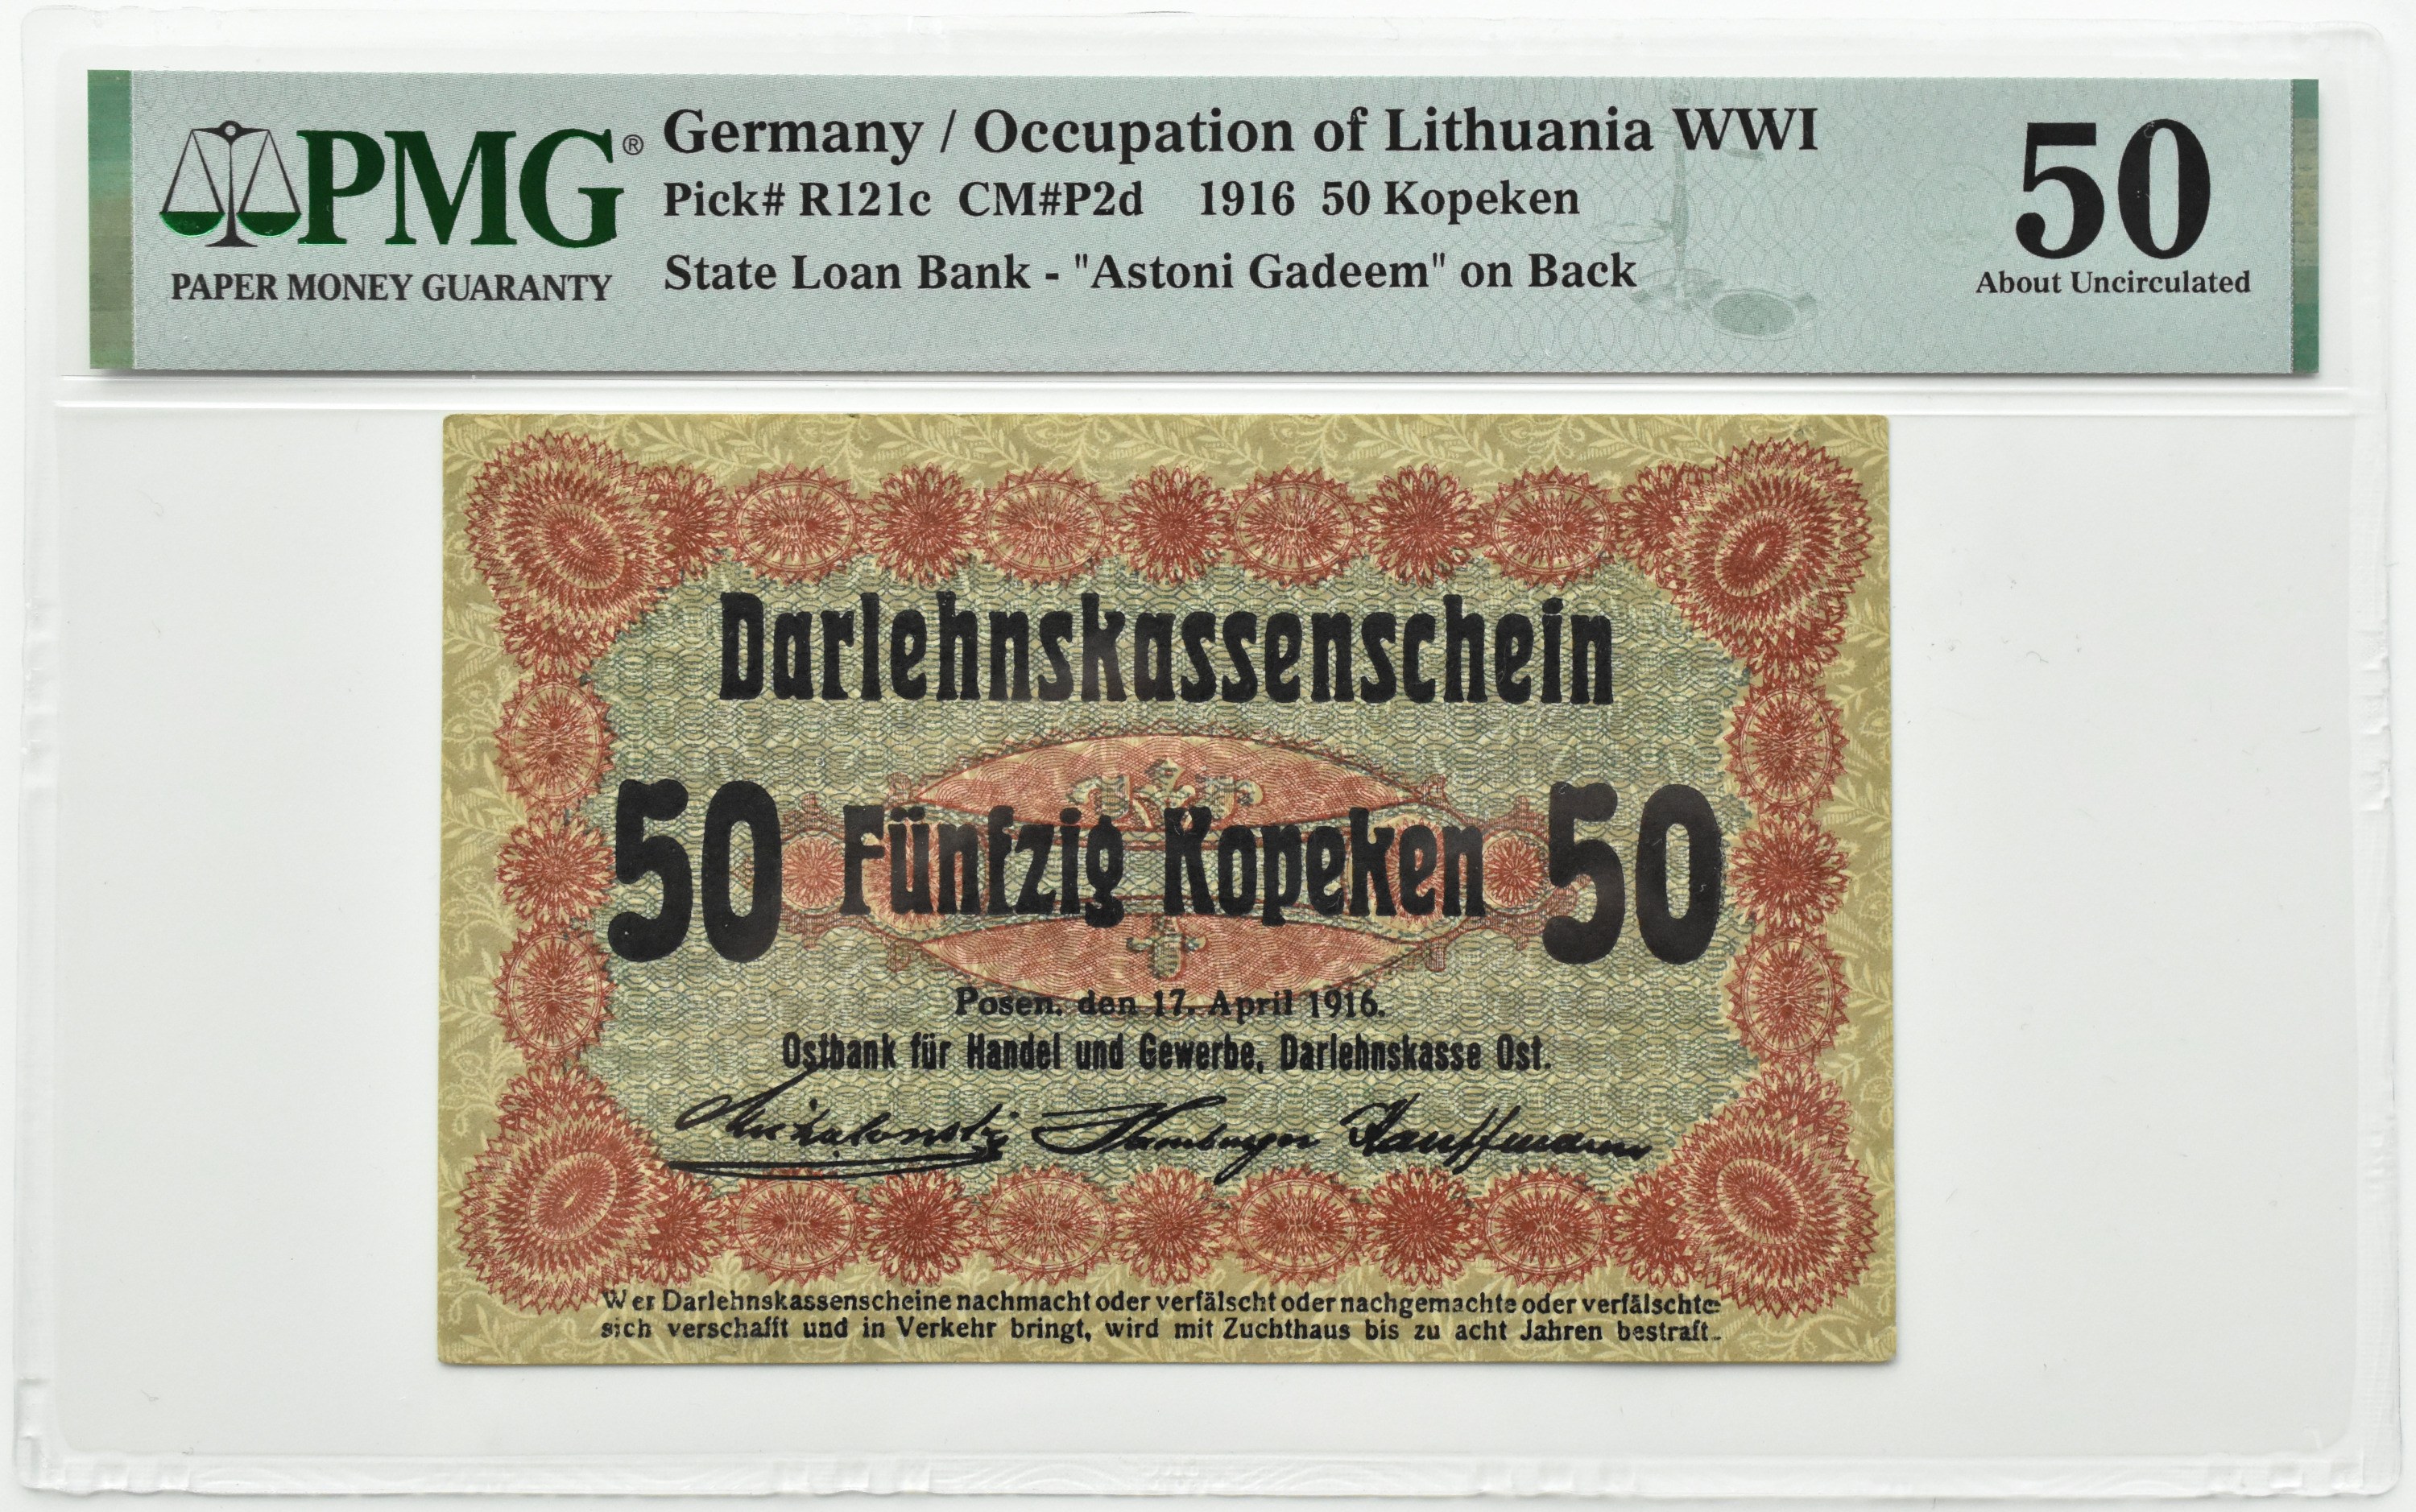 PMG®
PAPER MONEY GUARANTY
Germany / Occupation of Lithuania WWI
Pick# R121c CM#P2d 1916 50 Kopeken
State Loan Bank - "Astoni Gadeem" on Back
50
About Uncirculated
Darlehnskassenschein
50 Fünfzig Kopeken 50
Posen, den 17. April 1916.
Ostbank für Handel und Gewerbe, Darlehnskasse Ost.
Michalowsky Hamburger Kauffmann
Wer Darlehnskassenscheine nachmacht oder verfälscht oder nachgemachte oder verfälschte
sich verschafft und in Verkehr bringt, wird mit Zuchthaus bis zu acht Jahren bestraft.